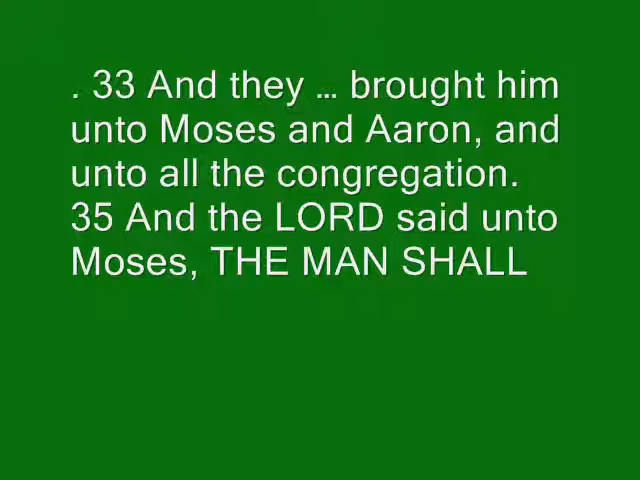 . 33 And they … brought him
unto Moses and Aaron, and
unto all the congregation.
35 And the LORD said unto
Moses, THE MAN SHALL